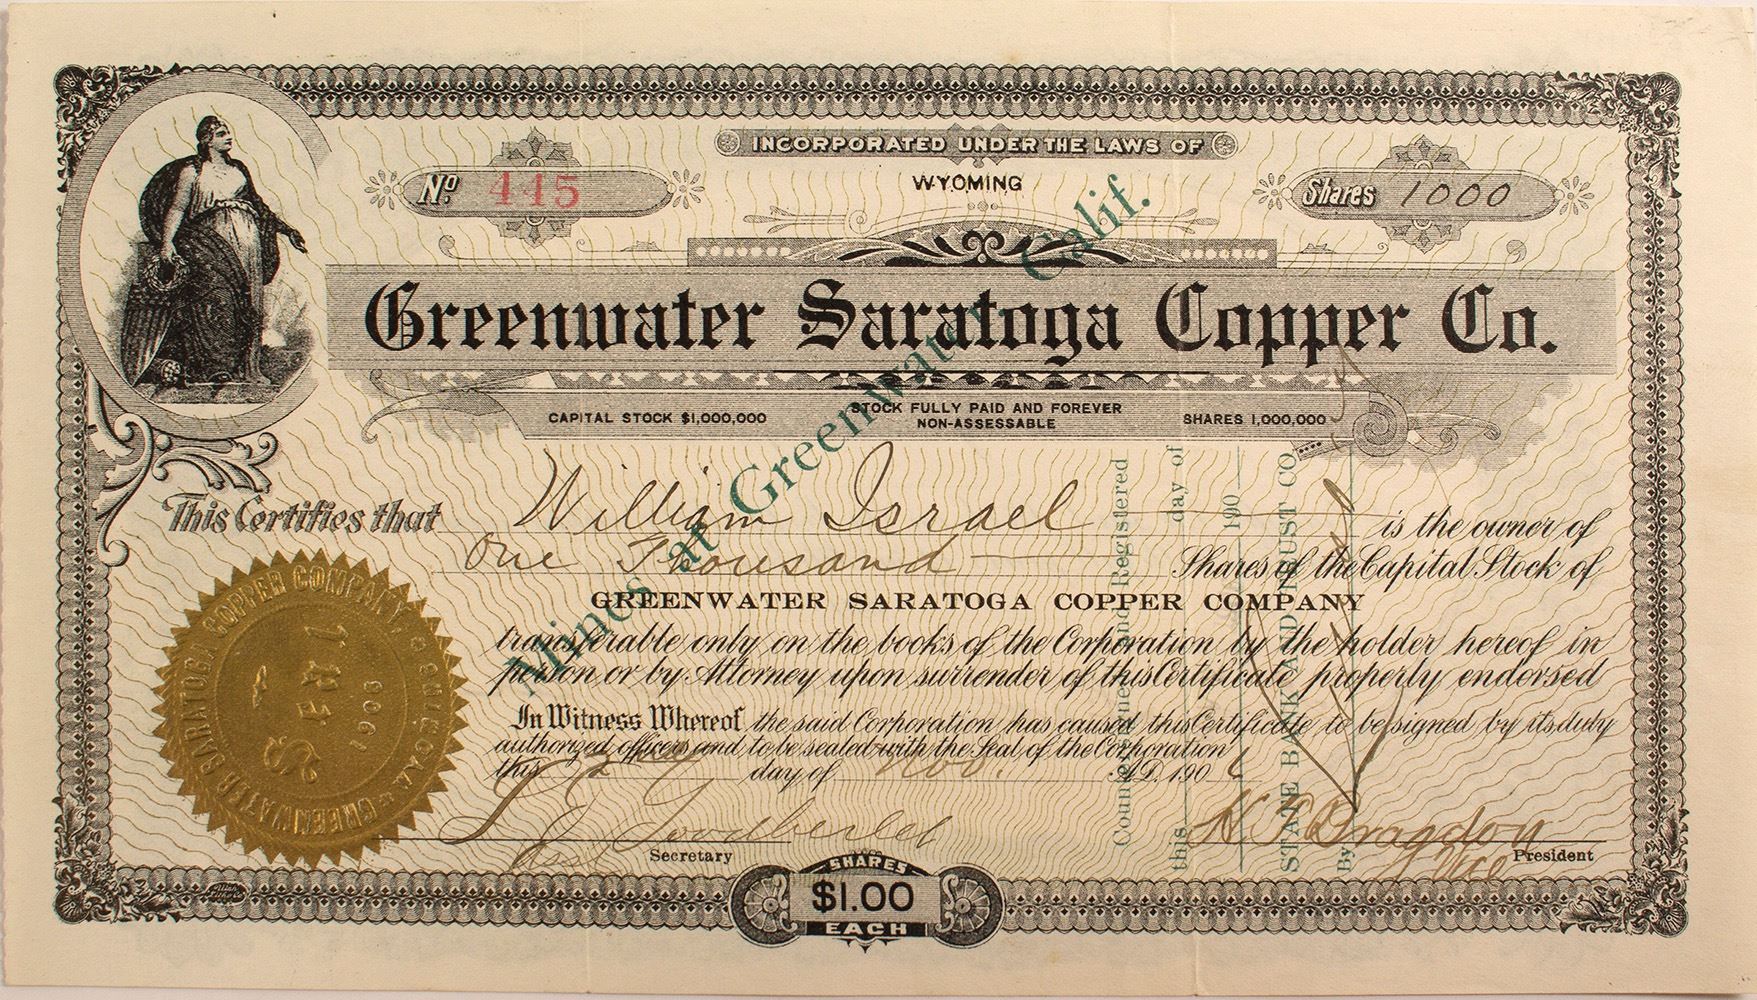 INCORPORATED UNDER THE LAWS OF
WYOMING
No 445
Shares 1000
Greenwater Saratoga Copper Co.
CAPITAL STOCK $1,000,000
STOCK FULLY PAID AND FOREVER
NON-ASSESSABLE
SHARES 1,000,000
Mines at Greenwater, Calif.
This Certifies that William Israel is the owner of
One Thousand Shares of the Capital Stock of
GREENWATER SARATOGA COPPER COMPANY
transferable only on the books of the Corporation by the holder hereof in
person or by Attorney upon surrender of this Certificate properly endorsed
In Witness Whereof the said Corporation has caused this Certificate to be signed by its duly
authorized officers and to be sealed with the Seal of the Corporation
this day of Nov. A.D. 190
Asst Secretary
H. T. Bragdon
Vice President
Countersigned and Registered
this day of 190
STATE BANK AND TRUST CO.
By
GREENWATER SARATOGA COPPER COMPANY,
1906
SHARES
$1.00
EACH